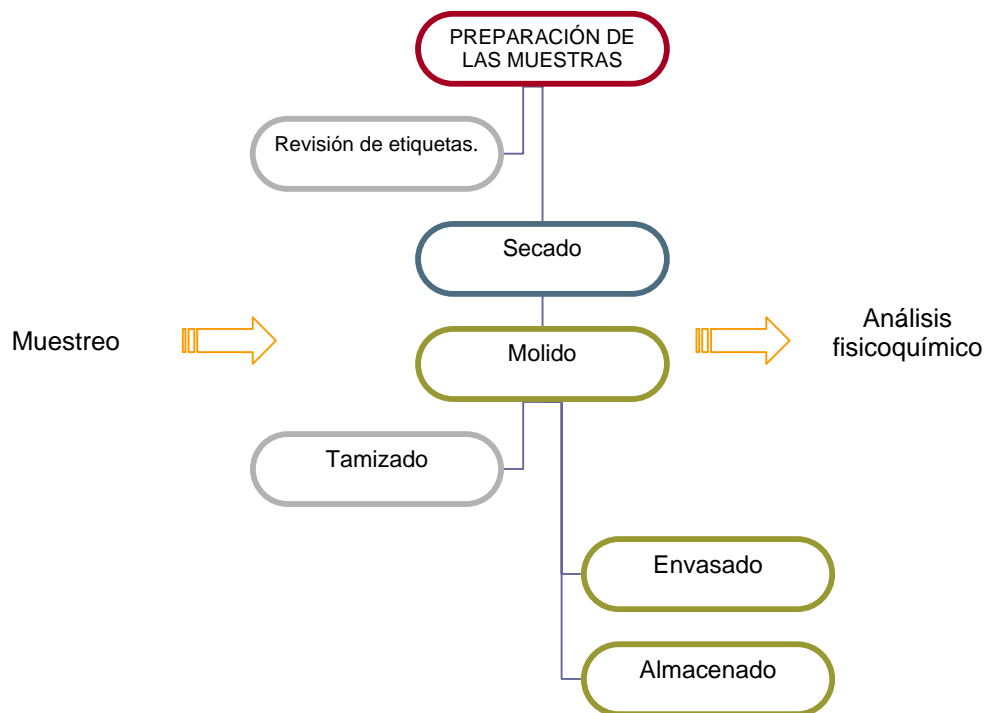 PREPARACIÓN DE
LAS MUESTRAS
Revisión de etiquetas.
Secado
Muestreo
Molido
Análisis
fisicoquímico
Tamizado
Envasado
Almacenado